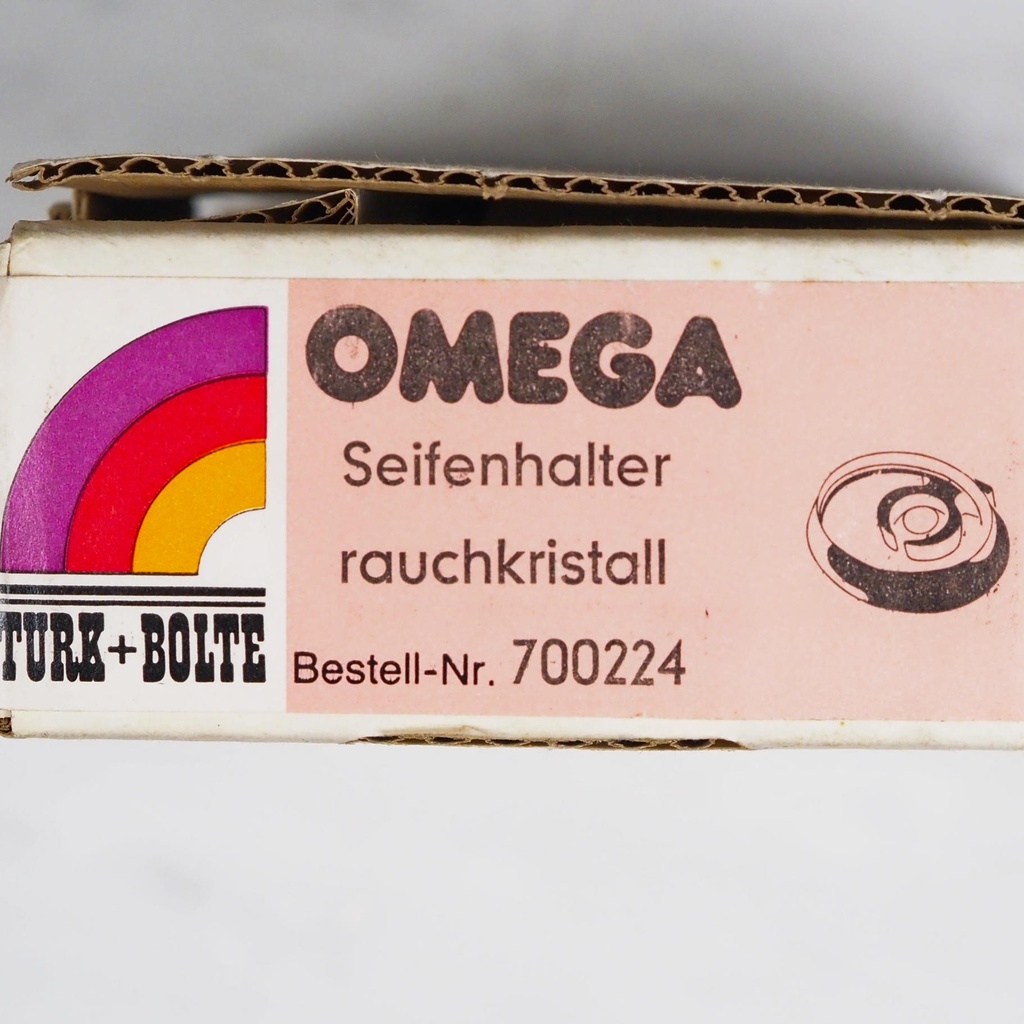 OMEGA
Seifenhalter
rauchkristall
Bestell-Nr. 700224
TURK+BOLTE